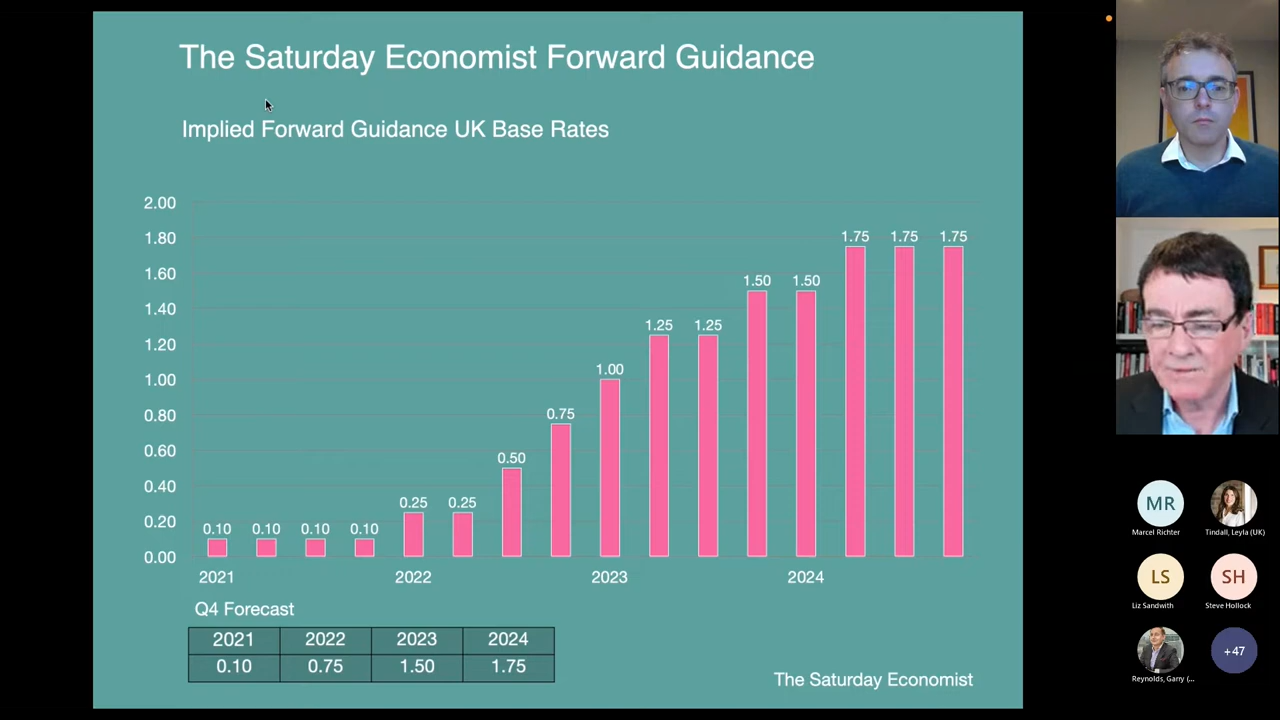 The Saturday Economist Forward Guidance
Implied Forward Guidance UK Base Rates
2.00
1.80
1.60
1.40
1.20
1.00
0.80
0.60
0.40
0.20
0.00
0.10 0.10 0.10 0.10 0.25 0.25 0.50 0.75 1.00 1.25 1.25 1.50 1.50 1.75 1.75 1.75
2021 2022 2023 2024
Q4 Forecast
2021 2022 2023 2024
0.10 0.75 1.50 1.75
The Saturday Economist
MR
Marcel Richter
Tindall, Leyla (UK)
LS
SH
Liz Sandwith
Steve Hollock
Reynolds, Garry (...
+47